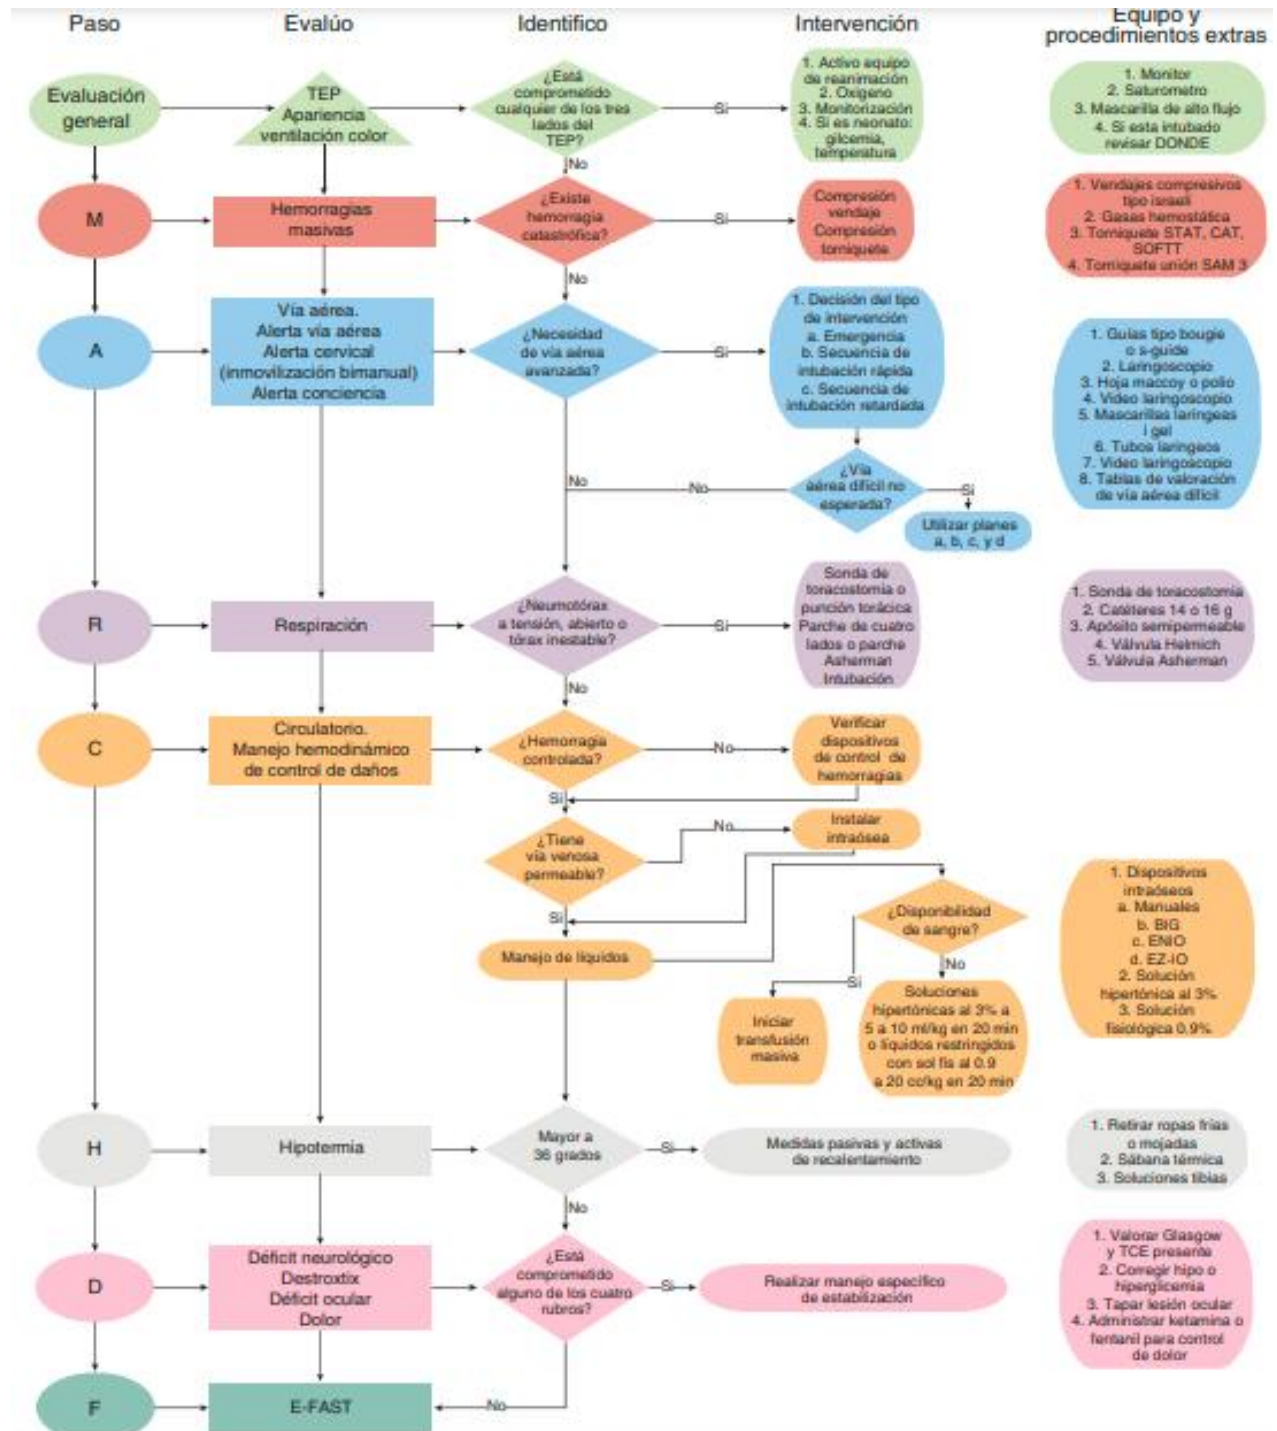 Paso
Evalúo
Identifico
Intervención
Equipo y
procedimientos extras
Evaluación
general
TEP
Apariencia
ventilación color
¿Está
comprometido
cualquier de los tres
lados del
TEP?
Si
No
1. Activo equipo
de reanimación
2. Oxigeno
3. Monitorización
4. Si es neonato:
gilcemia,
temperatura
1. Monitor
2. Saturometro
3. Mascarilla de alto flujo
4. Si esta intubado
revisar DONDE
M
Hemorragias
masivas
¿Existe
hemorragia
catastrófica?
Si
No
Compresión
vendaje
Compresión
torniquete
1. Vendajes compresivos
tipo israelí
2. Gasas hemostática
3. Torniquete STAT, CAT,
SOFTT
4. Torniquete unión SAM 3
A
Vía aérea.
Alerta vía aérea
Alerta cervical
(inmovilización bimanual)
Alerta conciencia
¿Necesidad
de vía aérea
avanzada?
Si
No
1. Decisión del tipo
de intervención
a. Emergencia
b. Secuencia de
intubación rápida
c. Secuencia de
intubación retardada
¿Vía
aérea difícil no
esperada?
No
Si
Utilizar planes
a, b, c, y d
1. Guías tipo bougie
o s-guide
2. Laringoscopio
3. Hoja maccoy o polio
4. Video laringoscopio
5. Mascarillas laríngeas
i gel
6. Tubos laríngeos
7. Video laringoscopio
8. Tablas de valoración
de vía aérea difícil
R
Respiración
¿Neumotórax
a tensión, abierto o
tórax inestable?
Si
No
Sonda de
toracostomía o
punción torácica
Parche de cuatro
lados o parche
Asherman
Intubación
1. Sonda de toracostomía
2. Catéteres 14 o 16 g
3. Apósito semipermeable
4. Válvula Helmich
5. Válvula Asherman
C
Circulatorio.
Manejo hemodinámico
de control de daños
¿Hemorragia
controlada?
No
Si
Verificar
dispositivos
de control de
hemorragias
¿Tiene
vía venosa
permeable?
No
Si
Instalar
intraósea
Manejo de líquidos
¿Disponibilidad
de sangre?
Si
No
Iniciar
transfusión
masiva
Soluciones
hipertónicas al 3% a
5 a 10 ml/kg en 20 min
o líquidos restringidos
con sol fis al 0.9
a 20 cc/kg en 20 min
1. Dispositivos
intraóseos
a. Manuales
b. BIG
c. ENIO
d. EZ-IO
2. Solución
hipertónica al 3%
3. Solución
fisiológica 0.9%
H
Hipotermia
Mayor a
36 grados
Si
No
Medidas pasivas y activas
de recalentamiento
1. Retirar ropas frías
o mojadas
2. Sábana térmica
3. Soluciones tibias
D
Déficit neurológico
Destroxtix
Déficit ocular
Dolor
¿Está
comprometido
alguno de los cuatro
rubros?
Si
No
Realizar manejo específico
de estabilización
1. Valorar Glasgow
y TCE presente
2. Corregir hipo o
hiperglicemia
3. Tapar lesión ocular
4. Administrar ketamina o
fentanil para control
de dolor
F
E-FAST